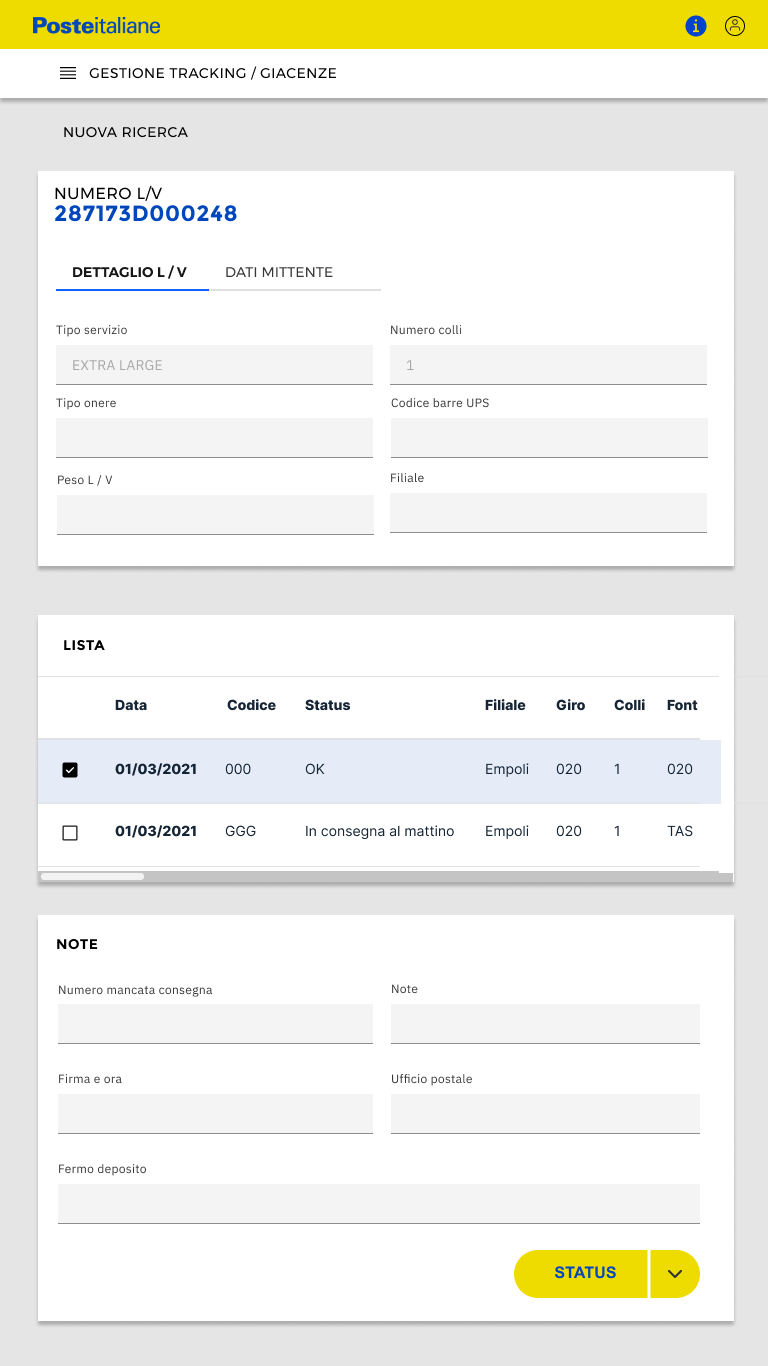 Posteitaliane
GESTIONE TRACKING / GIACENZE
NUOVA RICERCA
NUMERO L/V
287173D000248
DETTAGLIO L / V DATI MITTENTE
Tipo servizio Numero colli
EXTRA LARGE 1
Tipo onere Codice barre UPS
Peso L / V Filiale
LISTA
Data Codice Status Filiale Giro Colli Font
01/03/2021 000 OK Empoli 020 1 020
01/03/2021 GGG In consegna al mattino Empoli 020 1 TAS
NOTE
Numero mancata consegna Note
Firma e ora Ufficio postale
Fermo deposito
STATUS